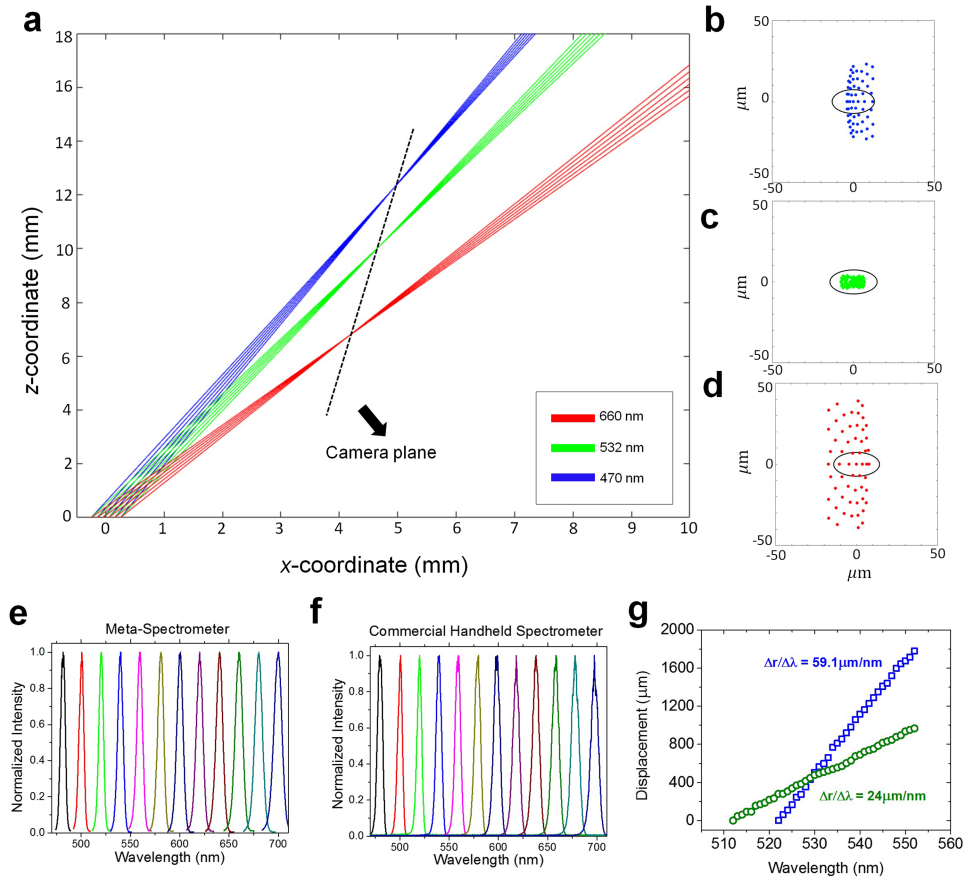 a
18
16
14
12
10
8
6
4
2
0
z-coordinate (mm)
0 1 2 3 4 5 6 7 8 9 10
x-coordinate (mm)
Camera plane
660 nm
532 nm
470 nm
b
50
μm
0
-50
-50 0 50
c
50
μm
0
-50
-50 0 50
d
50
μm
0
-50
-50 0 50
μm
e
Meta-Spectrometer
Normalized Intensity
1.0
0.8
0.6
0.4
0.2
0.0
500 550 600 650 700
Wavelength (nm)
f
Commercial Handheld Spectrometer
Normalized Intensity
1.0
0.8
0.6
0.4
0.2
0.0
500 550 600 650 700
Wavelength (nm)
g
2000
1600
1200
800
400
0
Displacement (μm)
Δr/Δλ = 59.1μm/nm
Δr/Δλ = 24μm/nm
510 520 530 540 550 560
Wavelength (nm)